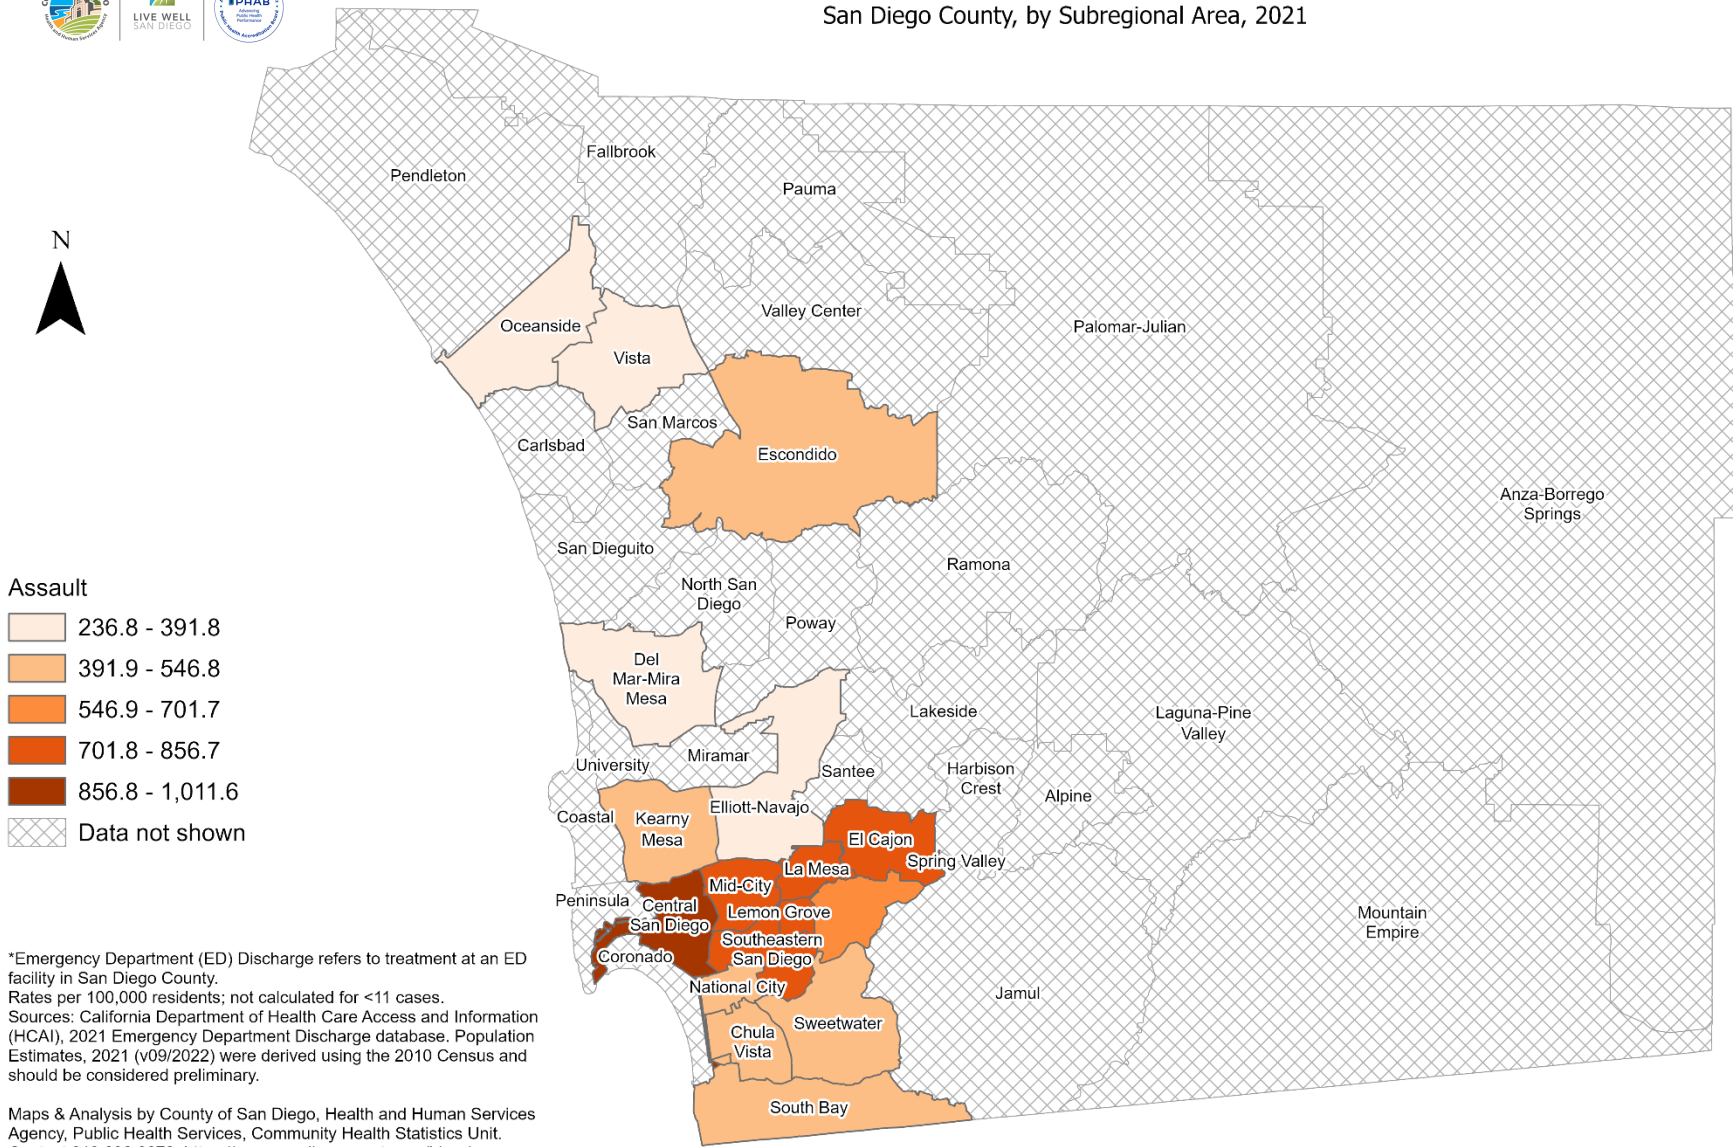 LIVE WELL
SAN DIEGO
PHAB
Advancing
Public Health
Performance
San Diego County, by Subregional Area, 2021
Pendleton
Fallbrook
Pauma
N
Oceanside
Vista
Valley Center
Palomar-Julian
San Marcos
Carlsbad
Escondido
Anza-Borrego
Springs
San Dieguito
North San
Diego
Ramona
Poway
Del
Mar-Mira
Mesa
Lakeside
Laguna-Pine
Valley
University
Miramar
Santee
Harbison
Crest
Alpine
Coastal
Kearny
Mesa
Elliott-Navajo
El Cajon
La Mesa
Spring Valley
Mid-City
Peninsula
Central
San Diego
Lemon Grove
Southeastern
San Diego
Coronado
National City
Mountain
Empire
Jamul
Sweetwater
Chula
Vista
South Bay
Assault
236.8 - 391.8
391.9 - 546.8
546.9 - 701.7
701.8 - 856.7
856.8 - 1,011.6
Data not shown
*Emergency Department (ED) Discharge refers to treatment at an ED
facility in San Diego County.
Rates per 100,000 residents; not calculated for <11 cases.
Sources: California Department of Health Care Access and Information
(HCAI), 2021 Emergency Department Discharge database. Population
Estimates, 2021 (v09/2022) were derived using the 2010 Census and
should be considered preliminary.
Maps & Analysis by County of San Diego, Health and Human Services
Agency, Public Health Services, Community Health Statistics Unit.